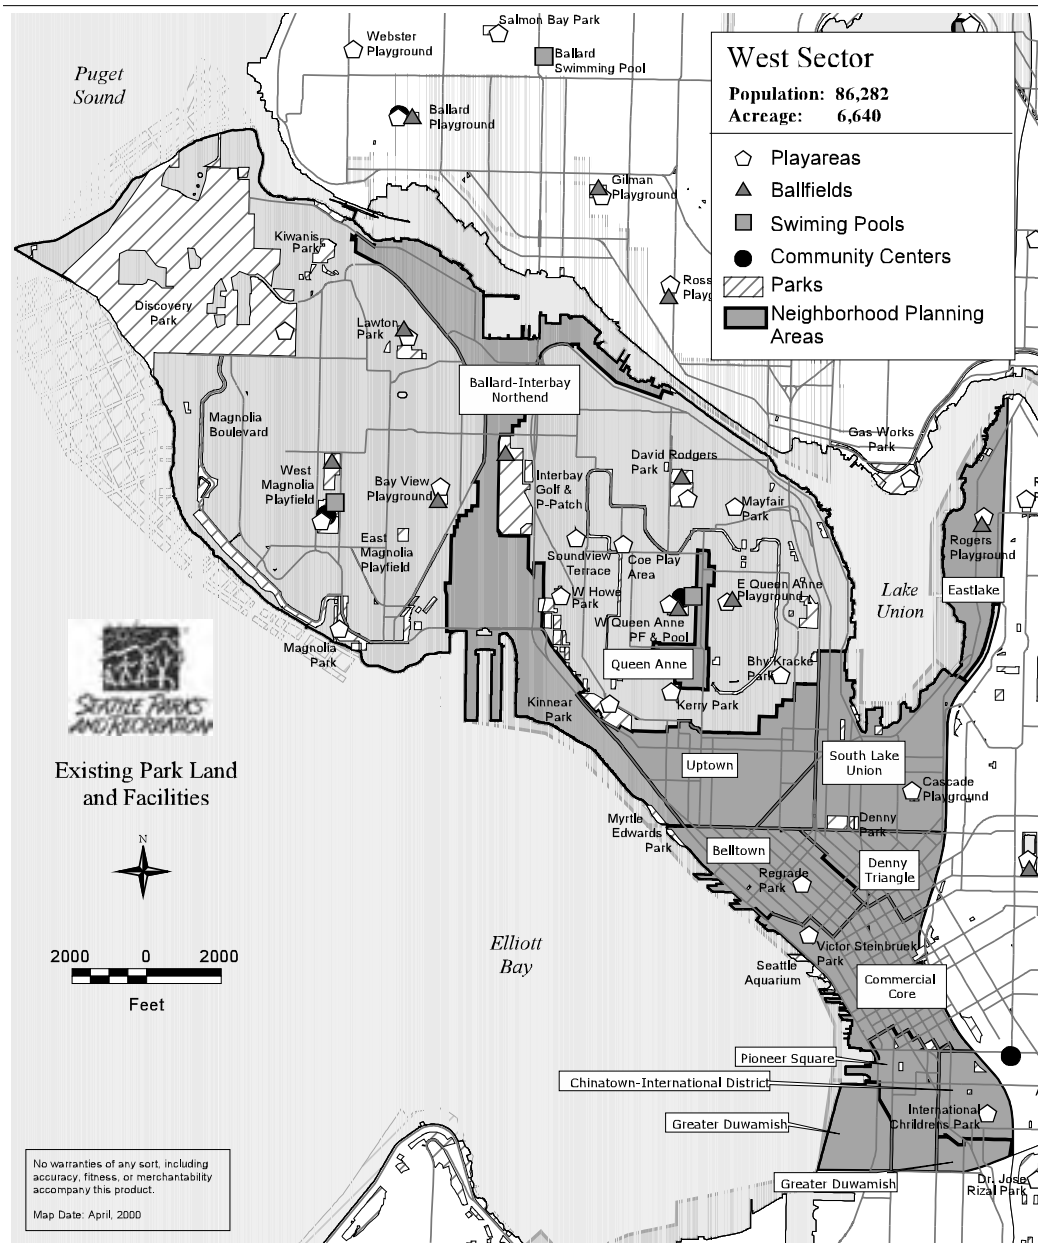 Salmon Bay Park
Webster
Playground
Ballard
Swimming Pool
Puget
Sound
Ballard
Playground
Gilman
Playground
West Sector
Population: 86,282
Acreage: 6,640
Playareas
Ballfields
Swiming Pools
Community Centers
Parks
Neighborhood Planning
Areas
Kiwanis
Park
Ross
Discovery
Park
Lawton
Park
Ballard-Interbay
Northend
Magnolia
Boulevard
Gas Works
Park
West
Magnolia
Playfield
Bay View
Playground
Interbay
Golf &
P-Patch
David Rodgers
Park
Mayfair
Park
East
Magnolia
Playfield
Soundview
Terrace
Coe Play
Area
Rogers
Playground
E Queen Anne
Playground
W Howe
Park
Lake
Union
Eastlake
W Queen Anne
PF & Pool
Magnolia
Park
Queen Anne
Bhy Kracke
Park
SEATTLE PARKS
AND RECREATION
Kinnear
Park
Kerry Park
Existing Park Land
and Facilities
Uptown
South Lake
Union
Cascade
Playground
Myrtle
Edwards
Park
Denny
Park
N
Belltown
Denny
Triangle
Regrade
Park
2000 0 2000
Feet
Elliott
Bay
Victor Steinbruek
Park
Seattle
Aquarium
Commercial
Core
Pioneer Square
Chinatown-International District
Greater Duwamish
International
Chrildrens Park
Greater Duwamish
Dr. Jose
Rizal Park
No warranties of any sort, including
accuracy, fitness, or merchantability
accompany this product.
Map Date: April, 2000